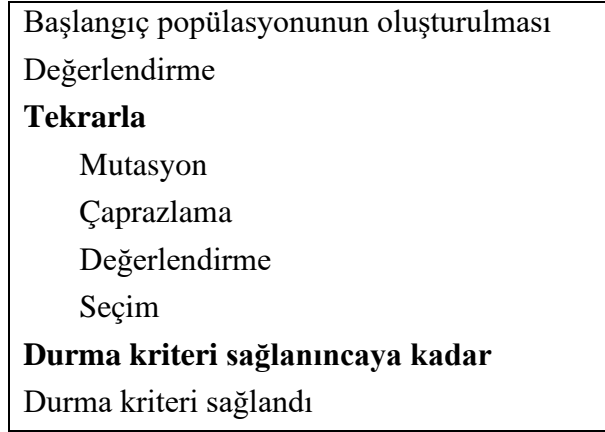 Başlangıç popülasyonunun oluşturulması
Değerlendirme
Tekrarla
Mutasyon
Çaprazlama
Değerlendirme
Seçim
Durma kriteri sağlanıncaya kadar
Durma kriteri sağlandı